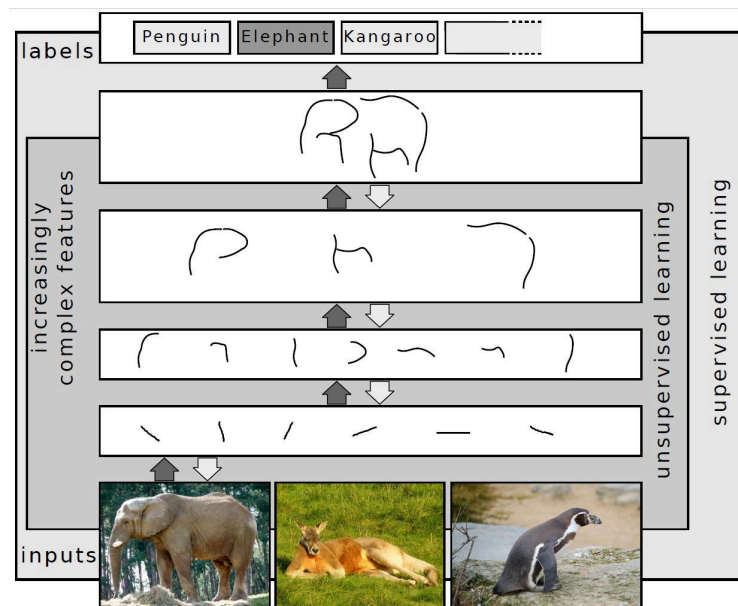 labels
Penguin Elephant Kangaroo
increasingly
complex features
unsupervised learning
supervised learning
inputs